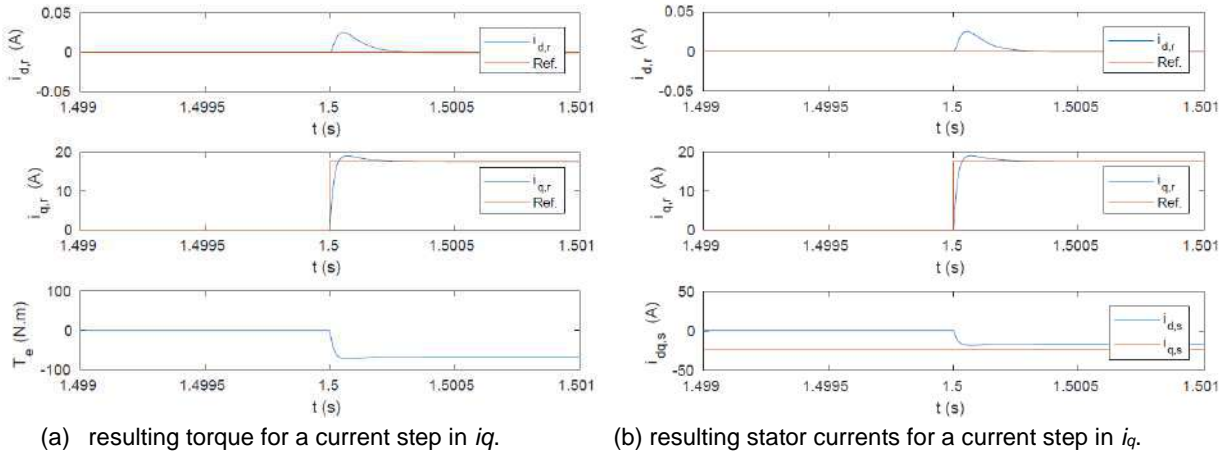 0.05
0
-0.05
i_d,r (A)
i_d,r
Ref.
1.499 1.4995 1.5 1.5005 1.501
t (s)
20
10
0
i_q,r (A)
i_q,r
Ref.
1.499 1.4995 1.5 1.5005 1.501
t (s)
100
0
-100
T_e (N.m)
1.499 1.4995 1.5 1.5005 1.501
t (s)
(a) resulting torque for a current step in iq.
0.05
0
-0.05
i_d,r (A)
i_d,r
Ref.
1.499 1.4995 1.5 1.5005 1.501
t (s)
20
10
0
i_q,r (A)
i_q,r
Ref.
1.499 1.4995 1.5 1.5005 1.501
t (s)
50
0
-50
i_dq,s (A)
i_d,s
i_q,s
1.499 1.4995 1.5 1.5005 1.501
t (s)
(b) resulting stator currents for a current step in i_q.